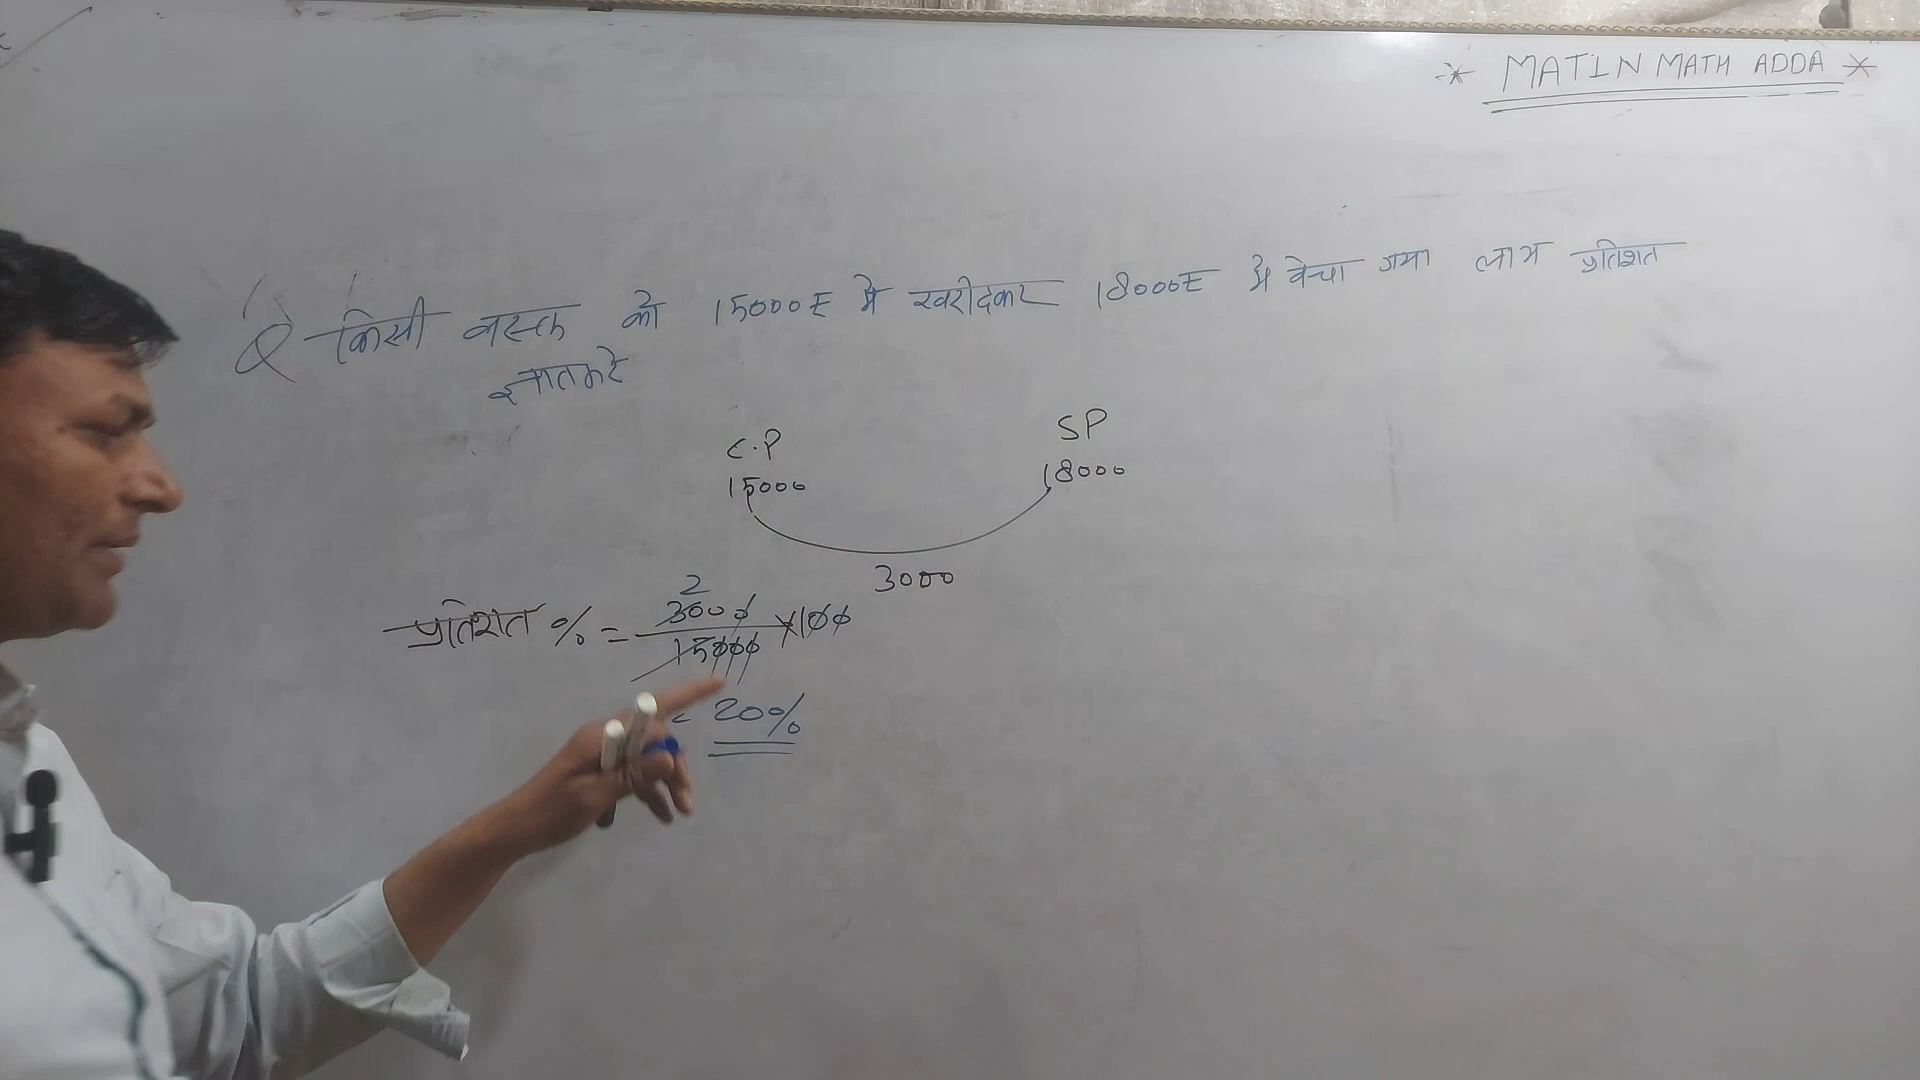 * MATIN MATH ADDA *
Q किसी वस्तु को 15000₹ मे खरीदकर 18000₹ मे बेचा गया लाभ प्रतिशत
ज्ञात करे
C.P SP
15000 18000
3000
2
प्रतिशत % = 3000/15000 × 100
= 20%